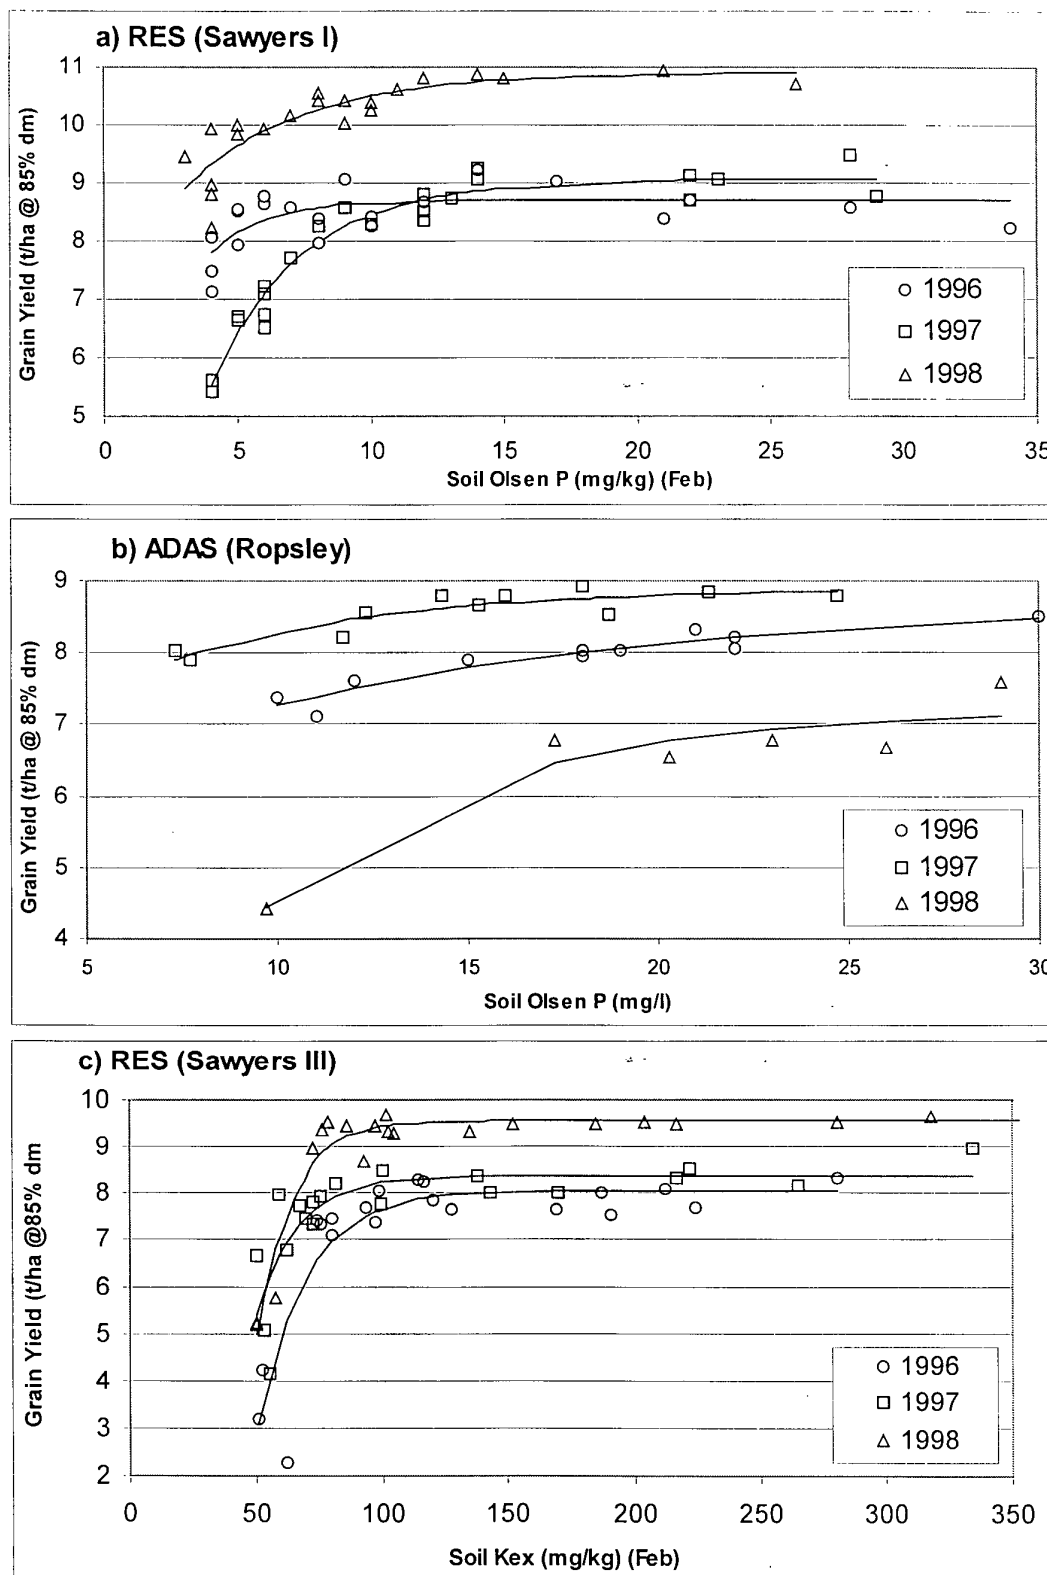 a) RES (Sawyers I)
Grain Yield (t/ha @ 85% dm)
11
10
9
8
7
6
5
0 5 10 15 20 25 30 35
Soil Olsen P (mg/kg) (Feb)
1996
1997
1998
b) ADAS (Ropsley)
Grain Yield (t/ha @ 85% dm)
9
8
7
6
5
4
5 10 15 20 25 30
Soil Olsen P (mg/l)
1996
1997
1998
c) RES (Sawyers III)
Grain Yield (t/ha @85% dm
10
9
8
7
6
5
4
3
2
0 50 100 150 200 250 300 350
Soil Kex (mg/kg) (Feb)
1996
1997
1998